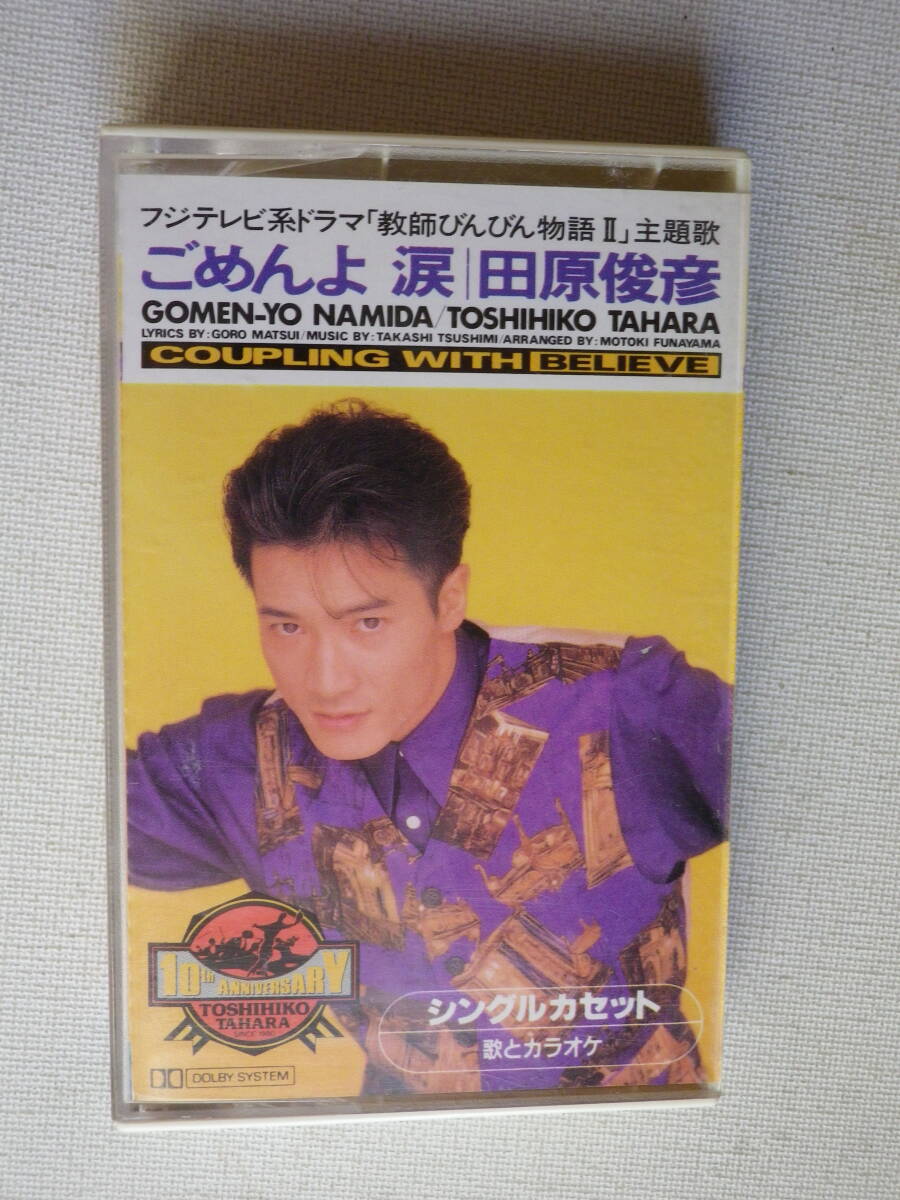 フジテレビ系ドラマ「教師びんびん物語Ⅱ」主題歌
ごめんよ 涙|田原俊彦
GOMEN-YO NAMIDA/TOSHIHIKO TAHARA
LYRICS BY:GORO MATSUI/MUSIC BY:TAKASHI TSUSHIMI/ARRANGED BY:MOTOKI FUNAYAMA
COUPLING WITH BELIEVE
10th ANNIVERSARY
TOSHIHIKO
TAHARA
SINCE 1980
シングルカセット
歌とカラオケ
DOLBY SYSTEM